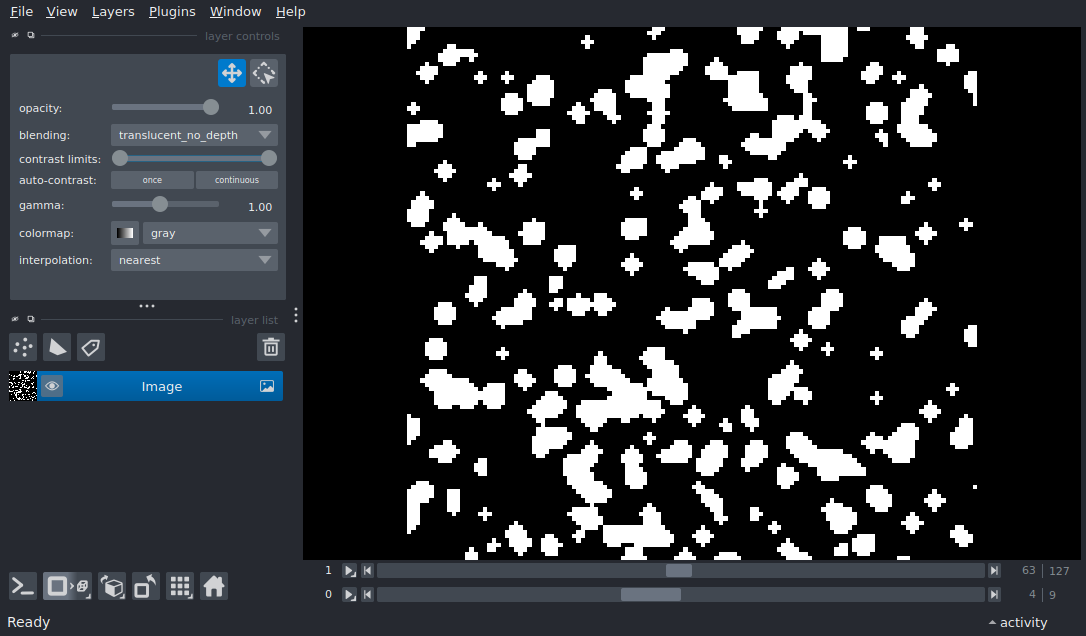 File View Layers Plugins Window Help
layer controls
opacity: 1.00
blending: translucent_no_depth
contrast limits:
auto-contrast: once continuous
gamma: 1.00
colormap: gray
interpolation: nearest
layer list
Image
1 63 127
0 4 9
Ready activity